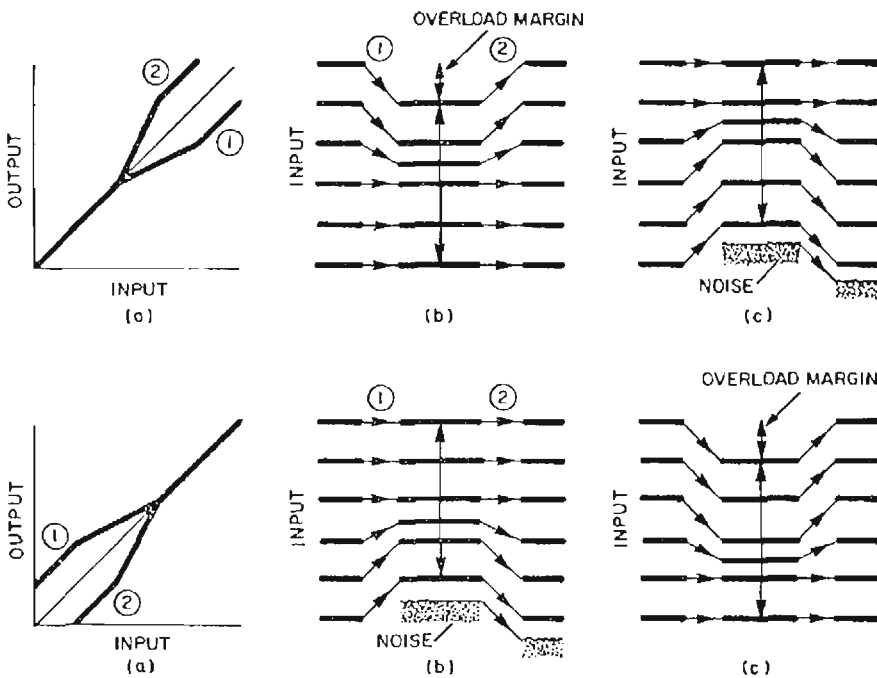 OUTPUT
②
①
INPUT
(a)
OVERLOAD MARGIN
①
②
INPUT
(b)
INPUT
NOISE
(c)
OUTPUT
①
②
INPUT
(a)
①
②
INPUT
NOISE
(b)
OVERLOAD MARGIN
INPUT
(c)